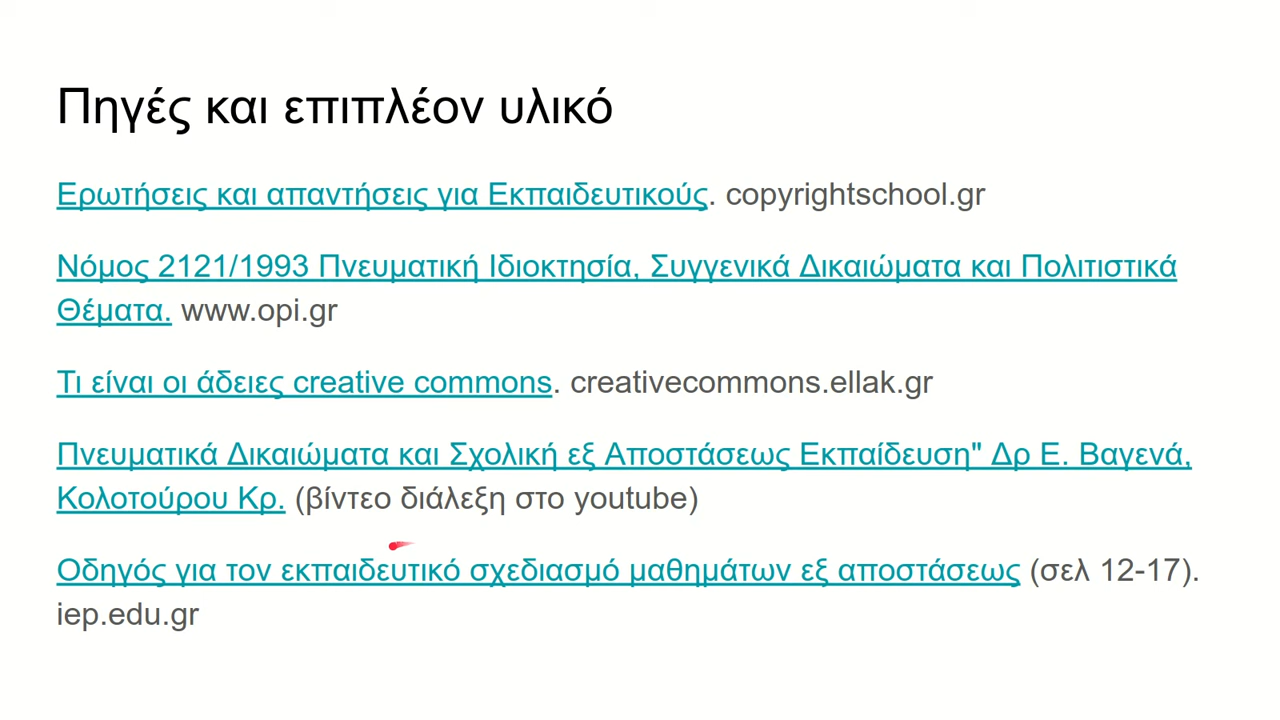 Πηγές και επιπλέον υλικό
Ερωτήσεις και απαντήσεις για Εκπαιδευτικούς. copyrightschool.gr
Νόμος 2121/1993 Πνευματική Ιδιοκτησία, Συγγενικά Δικαιώματα και Πολιτιστικά
Θέματα. www.opi.gr
Τι είναι οι άδειες creative commons. creativecommons.ellak.gr
Πνευματικά Δικαιώματα και Σχολική εξ Αποστάσεως Εκπαίδευση" Δρ Ε. Βαγενά,
Κολοτούρου Κρ. (βίντεο διάλεξη στο youtube)
Οδηγός για τον εκπαιδευτικό σχεδιασμό μαθημάτων εξ αποστάσεως (σελ 12-17).
iep.edu.gr